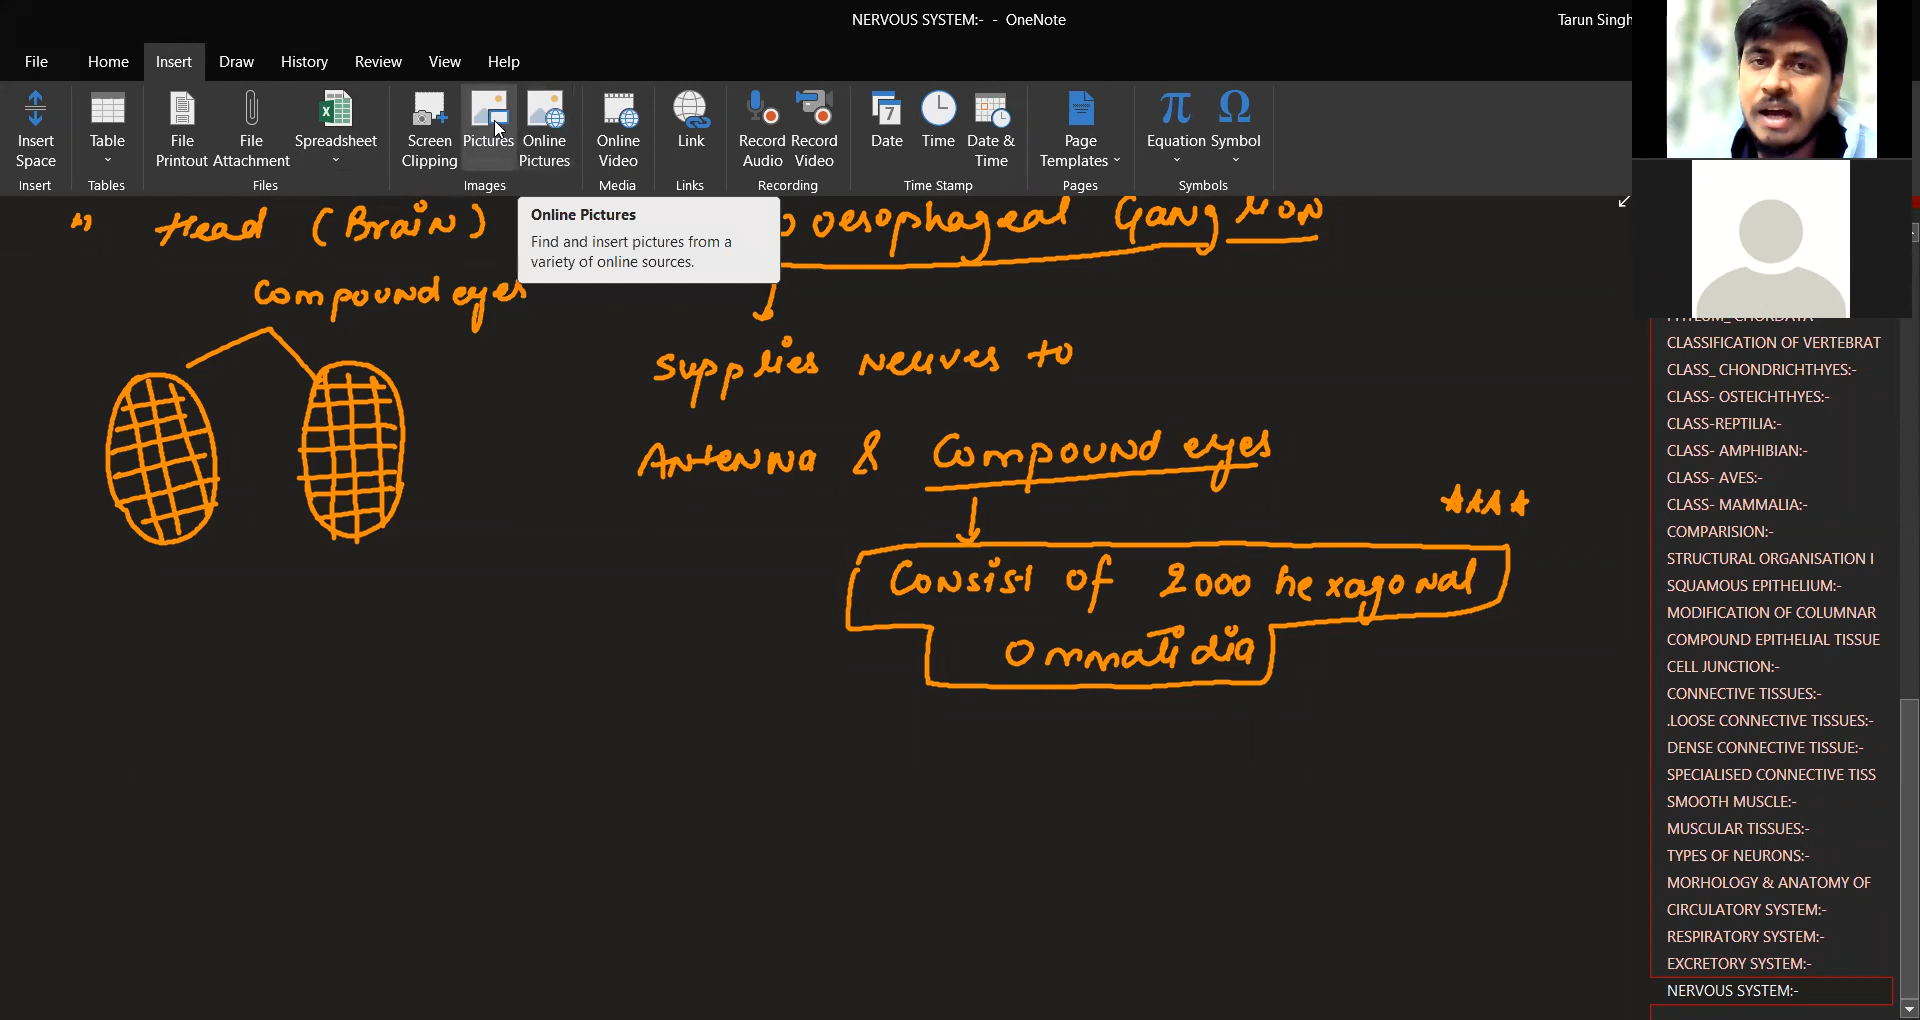 NERVOUS SYSTEM:- - OneNote
Tarun Singh
File Home Insert Draw History Review View Help
Insert Space
Table
File Printout
File Attachment
Spreadsheet
Screen Clipping
Pictures
Online Pictures
Online Video
Link
Record Audio
Record Video
Date
Time
Date & Time
Page Templates
Equation
Symbol
Insert Tables Files Images Media Links Recording Time Stamp Pages Symbols
Online Pictures
Find and insert pictures from a
variety of online sources.
Head (Brain) oesophageal Ganglion
Compound eyes
Supplies nerves to
Antenna & Compound eyes
Consist of 2000 hexagonal
Ommatidia
CLASSIFICATION OF VERTEBRAT
CLASS_ CHONDRICHTHYES:-
CLASS- OSTEICHTHYES:-
CLASS-REPTILIA:-
CLASS- AMPHIBIAN:-
CLASS- AVES:-
CLASS- MAMMALIA:-
COMPARISION:-
STRUCTURAL ORGANISATION I
SQUAMOUS EPITHELIUM:-
MODIFICATION OF COLUMNAR
COMPOUND EPITHELIAL TISSUE
CELL JUNCTION:-
CONNECTIVE TISSUES:-
.LOOSE CONNECTIVE TISSUES:-
DENSE CONNECTIVE TISSUE:-
SPECIALISED CONNECTIVE TISS
SMOOTH MUSCLE:-
MUSCULAR TISSUES:-
TYPES OF NEURONS:-
MORHOLOGY & ANATOMY OF
CIRCULATORY SYSTEM:-
RESPIRATORY SYSTEM:-
EXCRETORY SYSTEM:-
NERVOUS SYSTEM:-